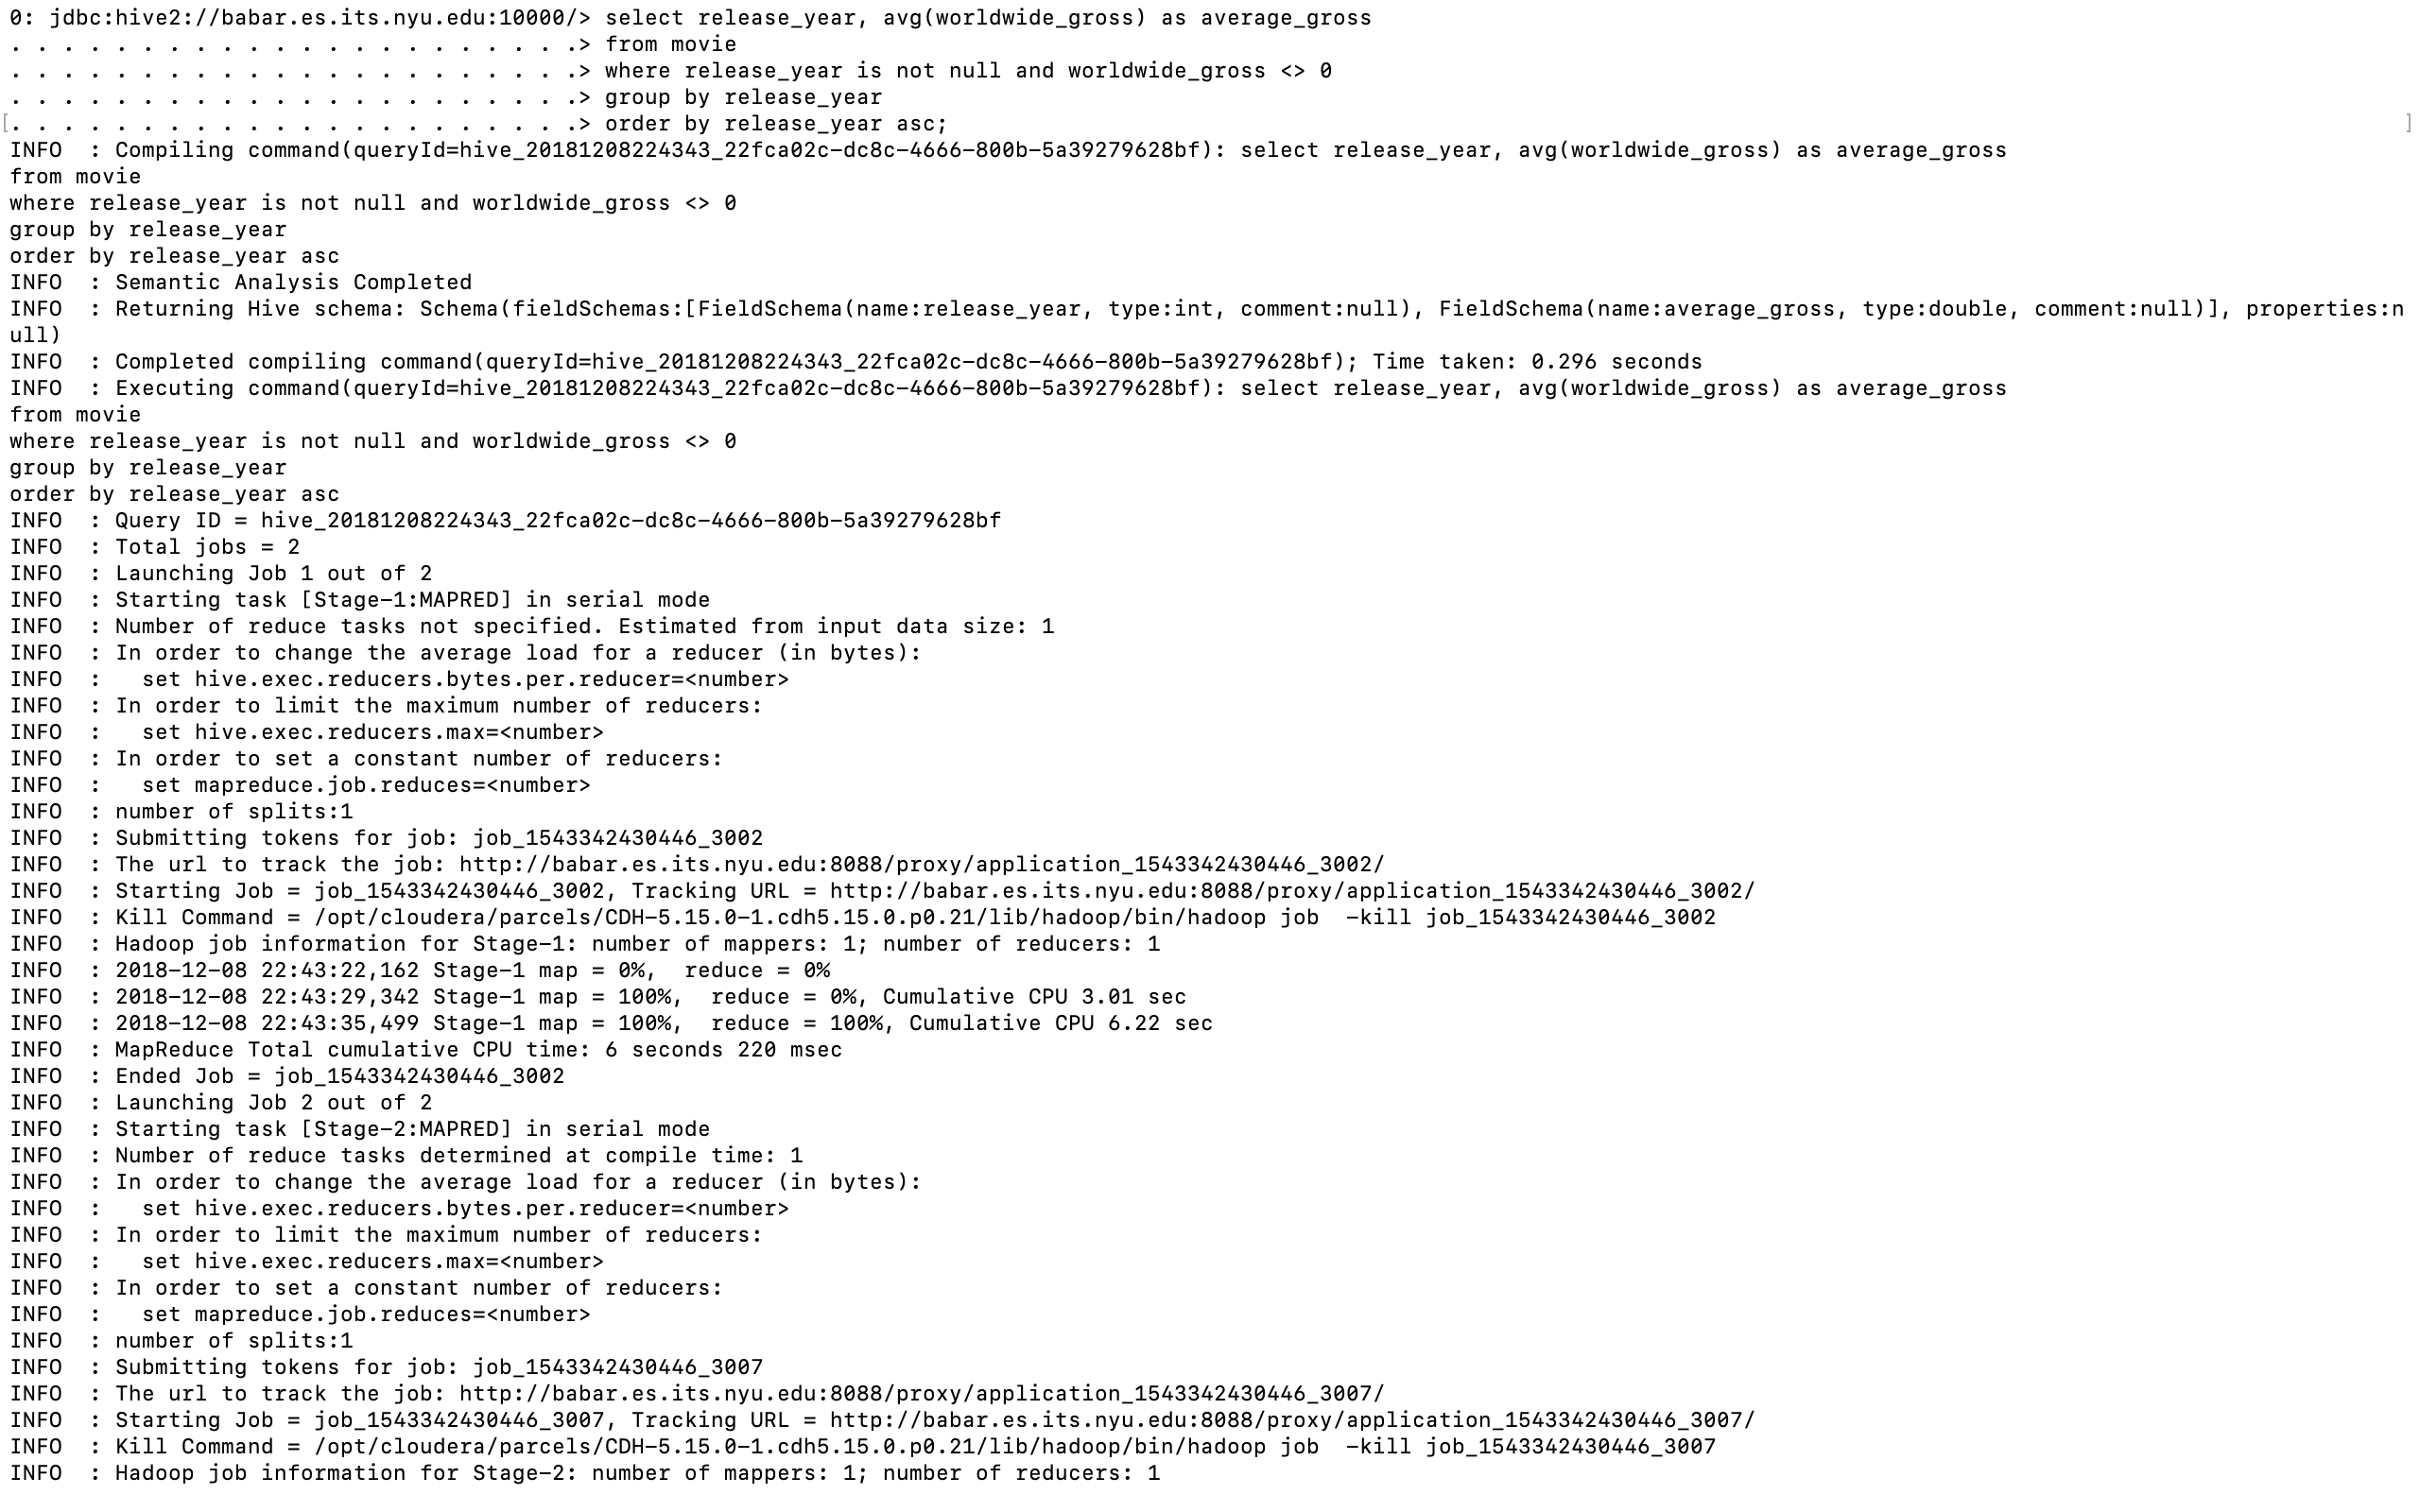 0: jdbc:hive2://babar.es.its.nyu.edu:10000/> select release_year, avg(worldwide_gross) as average_gross
. . . . . . . . . . . . . . . . . . . . . .> from movie
. . . . . . . . . . . . . . . . . . . . . .> where release_year is not null and worldwide_gross <> 0
. . . . . . . . . . . . . . . . . . . . . .> group by release_year
[. . . . . . . . . . . . . . . . . . . . . .> order by release_year asc; ]
INFO  : Compiling command(queryId=hive_20181208224343_22fca02c-dc8c-4666-800b-5a39279628bf): select release_year, avg(worldwide_gross) as average_gross
from movie
where release_year is not null and worldwide_gross <> 0
group by release_year
order by release_year asc
INFO  : Semantic Analysis Completed
INFO  : Returning Hive schema: Schema(fieldSchemas:[FieldSchema(name:release_year, type:int, comment:null), FieldSchema(name:average_gross, type:double, comment:null)], properties:n
ull)
INFO  : Completed compiling command(queryId=hive_20181208224343_22fca02c-dc8c-4666-800b-5a39279628bf); Time taken: 0.296 seconds
INFO  : Executing command(queryId=hive_20181208224343_22fca02c-dc8c-4666-800b-5a39279628bf): select release_year, avg(worldwide_gross) as average_gross
from movie
where release_year is not null and worldwide_gross <> 0
group by release_year
order by release_year asc
INFO  : Query ID = hive_20181208224343_22fca02c-dc8c-4666-800b-5a39279628bf
INFO  : Total jobs = 2
INFO  : Launching Job 1 out of 2
INFO  : Starting task [Stage-1:MAPRED] in serial mode
INFO  : Number of reduce tasks not specified. Estimated from input data size: 1
INFO  : In order to change the average load for a reducer (in bytes):
INFO  :   set hive.exec.reducers.bytes.per.reducer=<number>
INFO  : In order to limit the maximum number of reducers:
INFO  :   set hive.exec.reducers.max=<number>
INFO  : In order to set a constant number of reducers:
INFO  :   set mapreduce.job.reduces=<number>
INFO  : number of splits:1
INFO  : Submitting tokens for job: job_1543342430446_3002
INFO  : The url to track the job: http://babar.es.its.nyu.edu:8088/proxy/application_1543342430446_3002/
INFO  : Starting Job = job_1543342430446_3002, Tracking URL = http://babar.es.its.nyu.edu:8088/proxy/application_1543342430446_3002/
INFO  : Kill Command = /opt/cloudera/parcels/CDH-5.15.0-1.cdh5.15.0.p0.21/lib/hadoop/bin/hadoop job  -kill job_1543342430446_3002
INFO  : Hadoop job information for Stage-1: number of mappers: 1; number of reducers: 1
INFO  : 2018-12-08 22:43:22,162 Stage-1 map = 0%,  reduce = 0%
INFO  : 2018-12-08 22:43:29,342 Stage-1 map = 100%,  reduce = 0%, Cumulative CPU 3.01 sec
INFO  : 2018-12-08 22:43:35,499 Stage-1 map = 100%,  reduce = 100%, Cumulative CPU 6.22 sec
INFO  : MapReduce Total cumulative CPU time: 6 seconds 220 msec
INFO  : Ended Job = job_1543342430446_3002
INFO  : Launching Job 2 out of 2
INFO  : Starting task [Stage-2:MAPRED] in serial mode
INFO  : Number of reduce tasks determined at compile time: 1
INFO  : In order to change the average load for a reducer (in bytes):
INFO  :   set hive.exec.reducers.bytes.per.reducer=<number>
INFO  : In order to limit the maximum number of reducers:
INFO  :   set hive.exec.reducers.max=<number>
INFO  : In order to set a constant number of reducers:
INFO  :   set mapreduce.job.reduces=<number>
INFO  : number of splits:1
INFO  : Submitting tokens for job: job_1543342430446_3007
INFO  : The url to track the job: http://babar.es.its.nyu.edu:8088/proxy/application_1543342430446_3007/
INFO  : Starting Job = job_1543342430446_3007, Tracking URL = http://babar.es.its.nyu.edu:8088/proxy/application_1543342430446_3007/
INFO  : Kill Command = /opt/cloudera/parcels/CDH-5.15.0-1.cdh5.15.0.p0.21/lib/hadoop/bin/hadoop job  -kill job_1543342430446_3007
INFO  : Hadoop job information for Stage-2: number of mappers: 1; number of reducers: 1